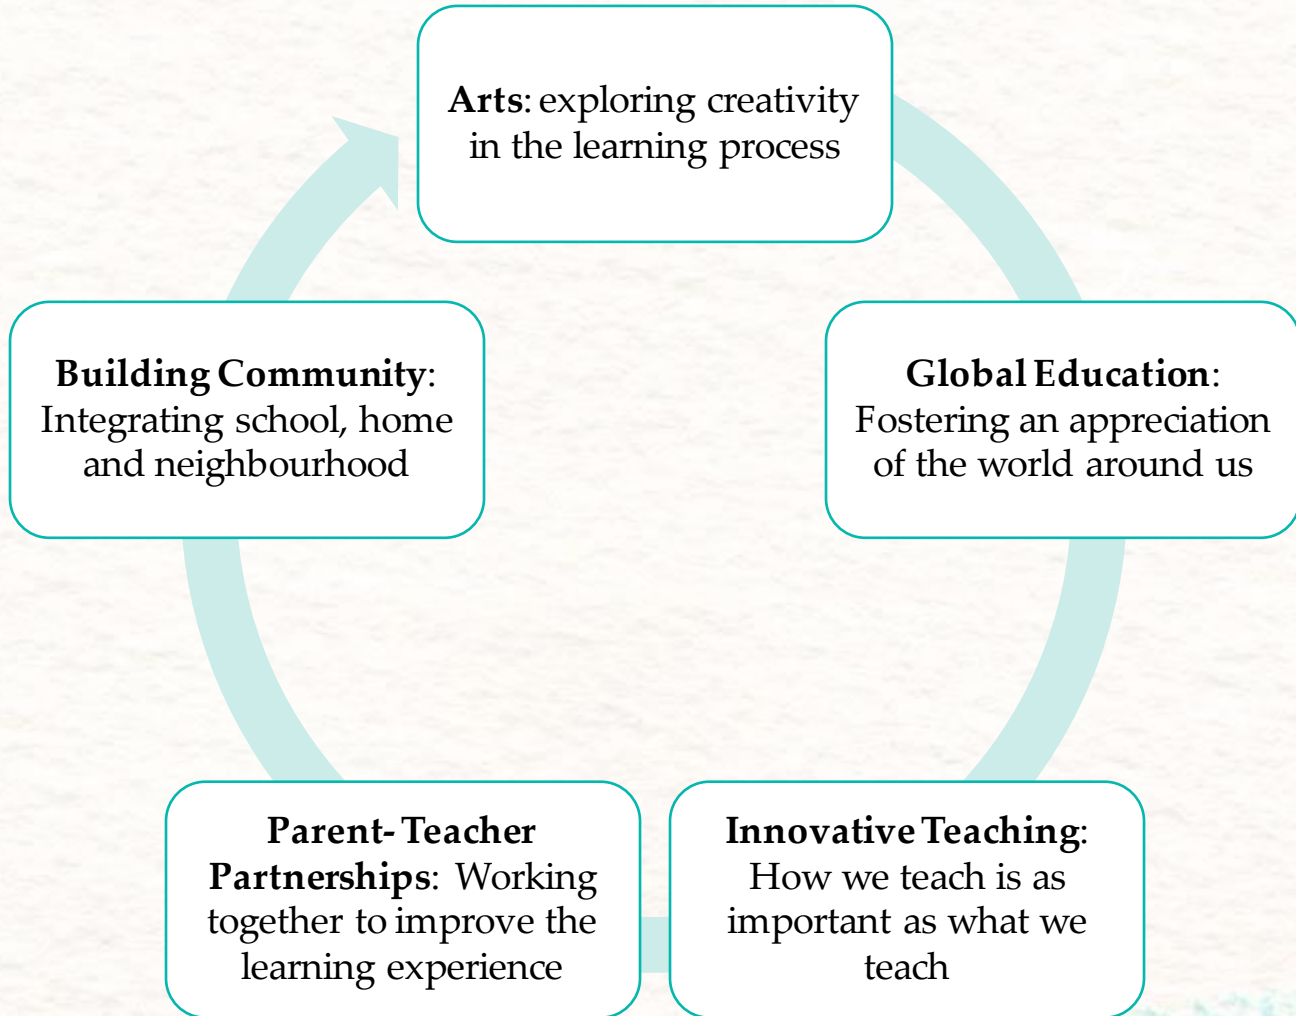 Arts: exploring creativity
in the learning process
Global Education:
Fostering an appreciation
of the world around us
Innovative Teaching:
How we teach is as
important as what we
teach
Parent-Teacher
Partnerships: Working
together to improve the
learning experience
Building Community:
Integrating school, home
and neighbourhood